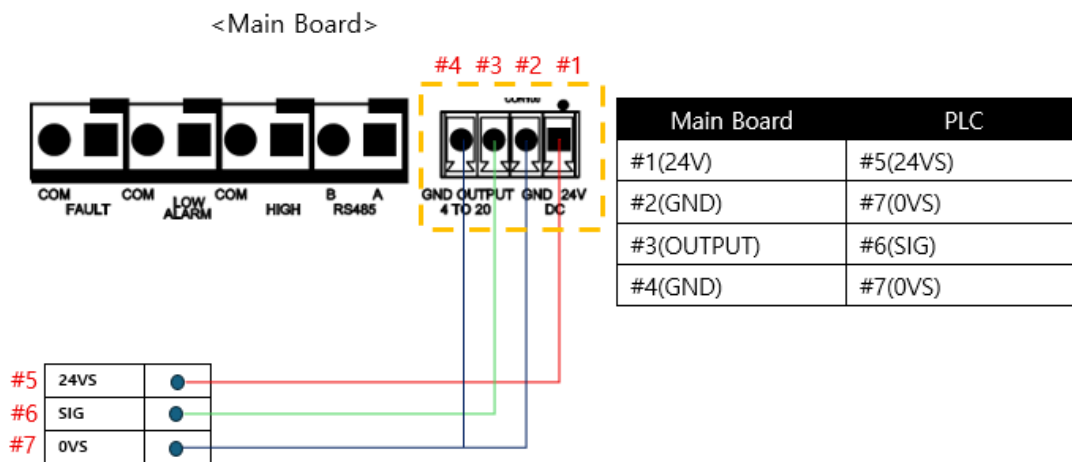 <Main Board>
#4 #3 #2 #1
COM FAULT COM LOW ALARM COM HIGH B RS485 A
GND OUTPUT GND 24V
4 TO 20 DC
Main Board PLC
#1(24V) #5(24VS)
#2(GND) #7(0VS)
#3(OUTPUT) #6(SIG)
#4(GND) #7(0VS)
#5 24VS
#6 SIG
#7 0VS